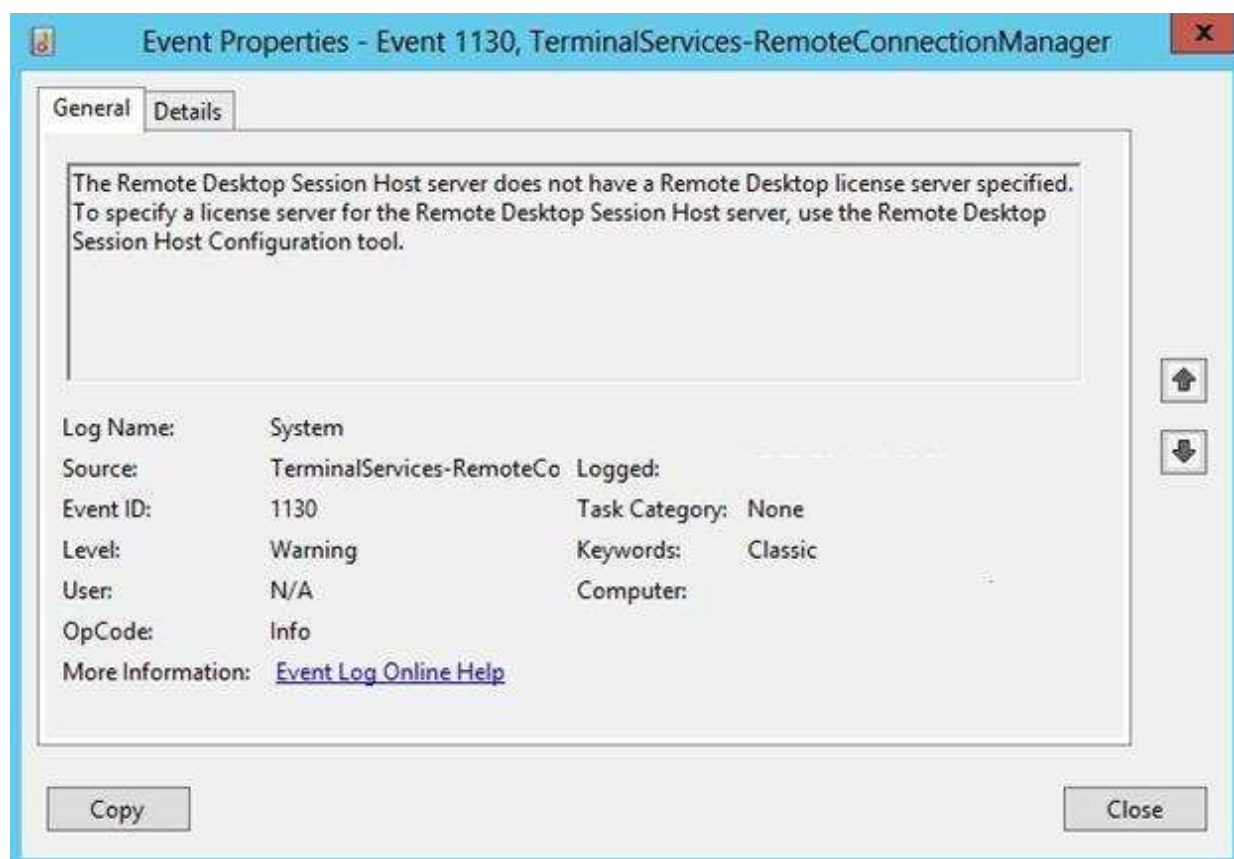 Event Properties - Event 1130, TerminalServices-RemoteConnectionManager
x
General Details
The Remote Desktop Session Host server does not have a Remote Desktop license server specified.
To specify a license server for the Remote Desktop Session Host server, use the Remote Desktop
Session Host Configuration tool.
Log Name: System
Source: TerminalServices-RemoteCo Logged:
Event ID: 1130 Task Category: None
Level: Warning Keywords: Classic
User: N/A Computer:
OpCode: Info
More Information: Event Log Online Help
Copy Close